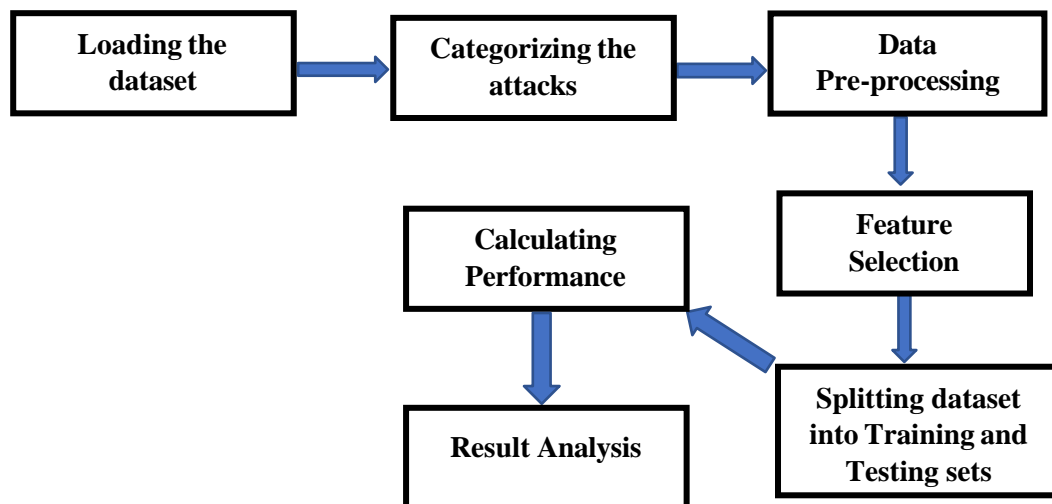 Loading the
dataset
Categorizing the
attacks
Data
Pre-processing
Feature
Selection
Splitting dataset
into Training and
Testing sets
Calculating
Performance
Result Analysis